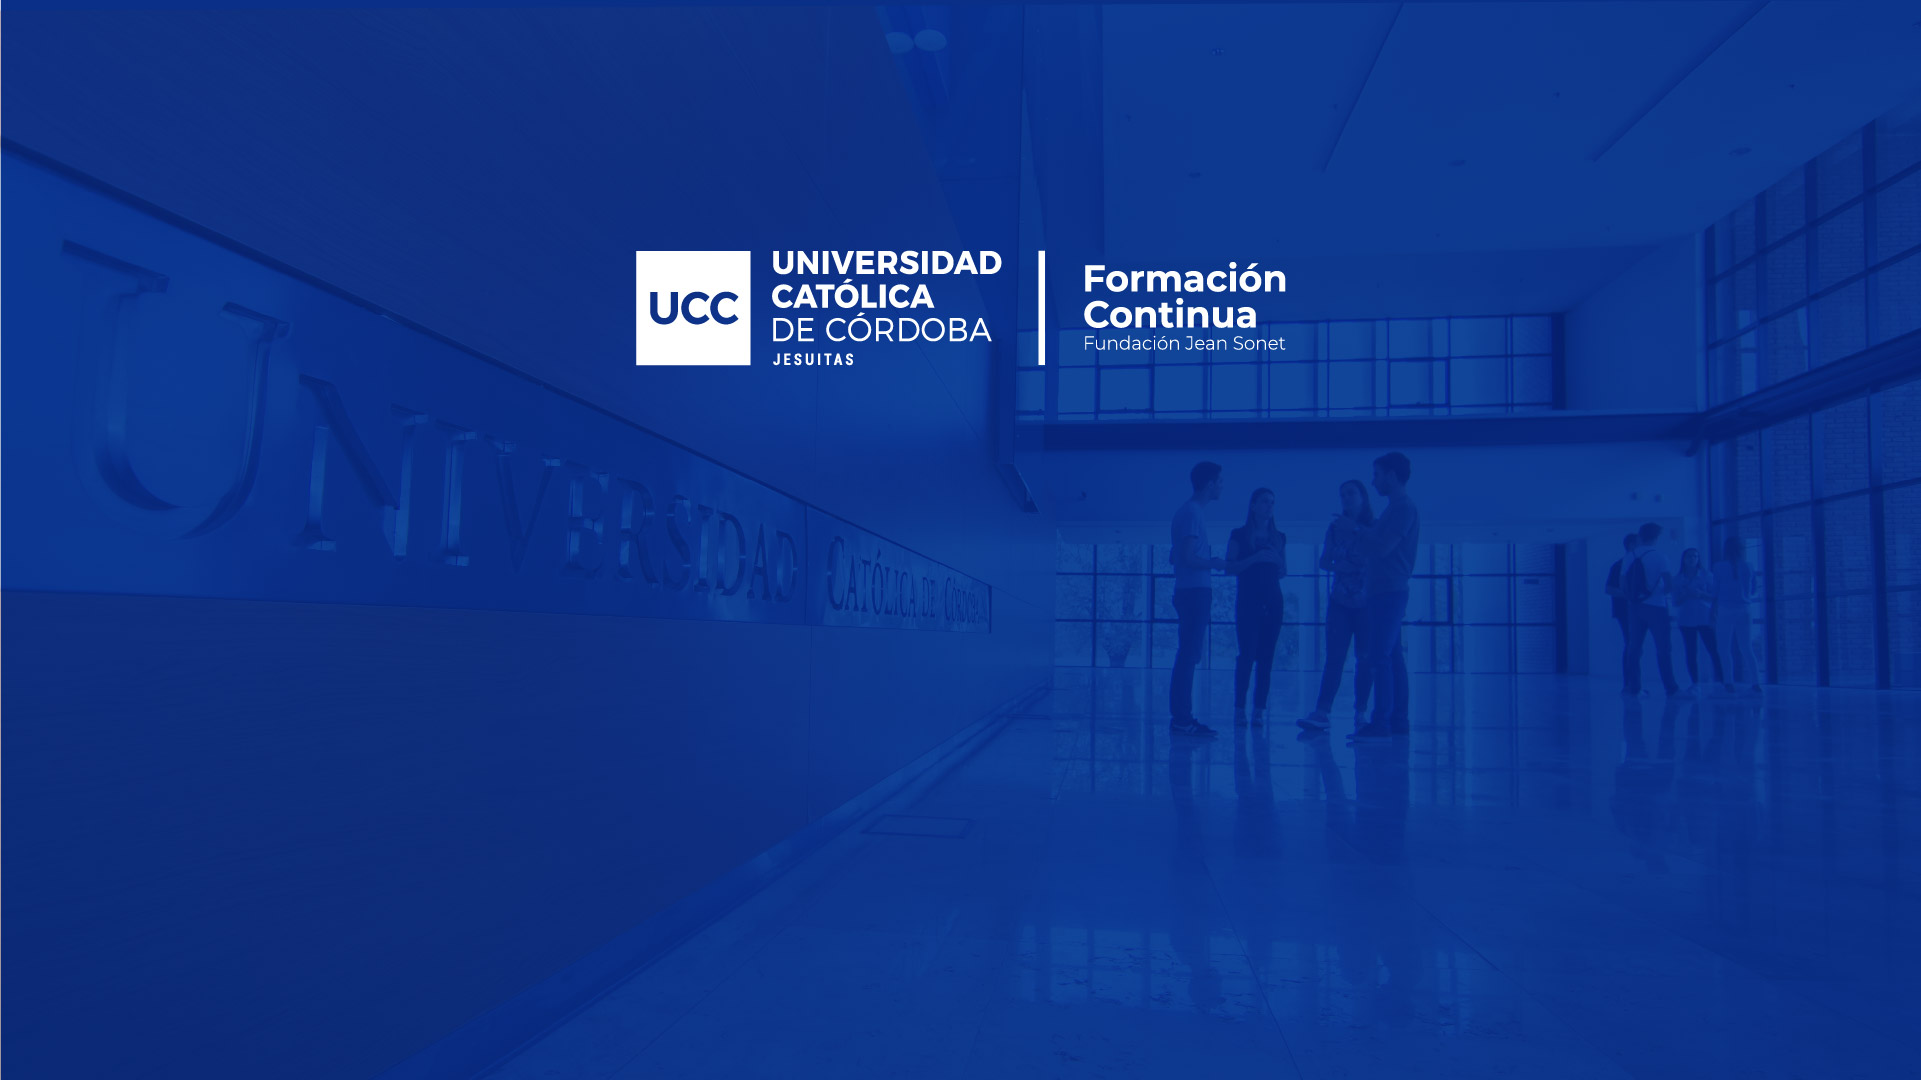 UCC
UNIVERSIDAD
CATÓLICA
DE CÓRDOBA
JESUITAS
Formación
Continua
Fundación Jean Sonet
UNIVERSIDAD CATÓLICA DE CÓRDOBA